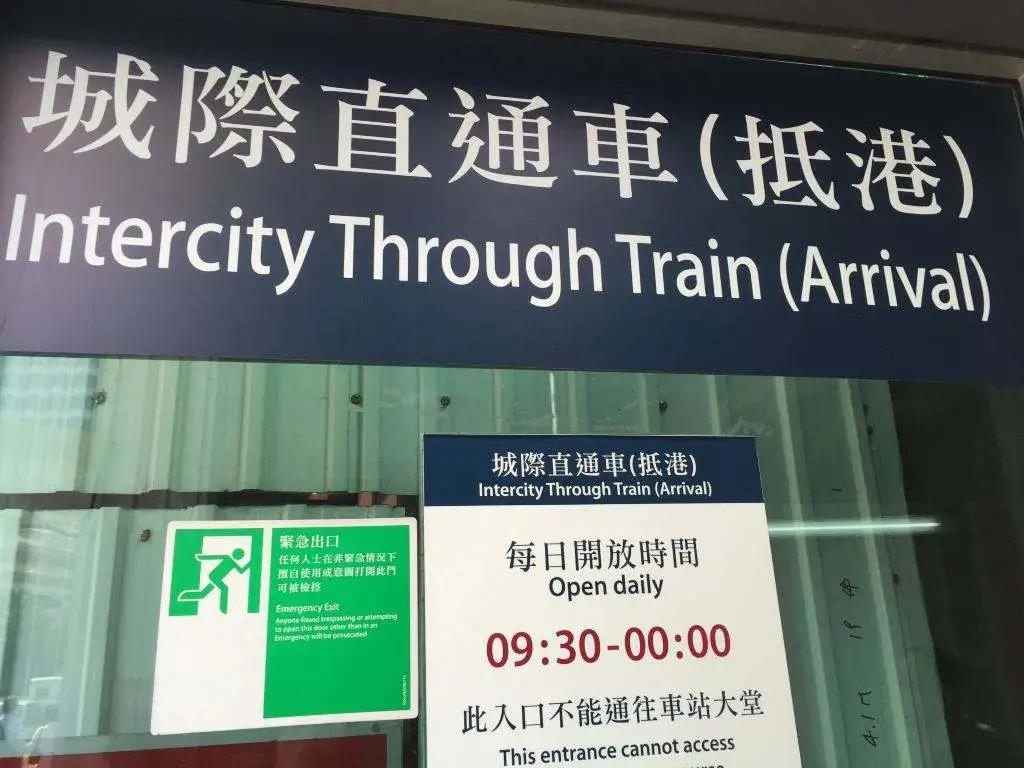 城際直通車(抵港)
Intercity Through Train (Arrival)
城際直通車(抵港)
Intercity Through Train (Arrival)
每日開放時間
Open daily
09:30-00:00
此入口不能通往車站大堂
This entrance cannot access
緊急出口
任何人士在非緊急情況下
擅自使用或意圖打開此門
可被檢控
Emergency Exit
Anyone found trespassing or attempting
to open this door other than in an
Emergency will be prosecuted